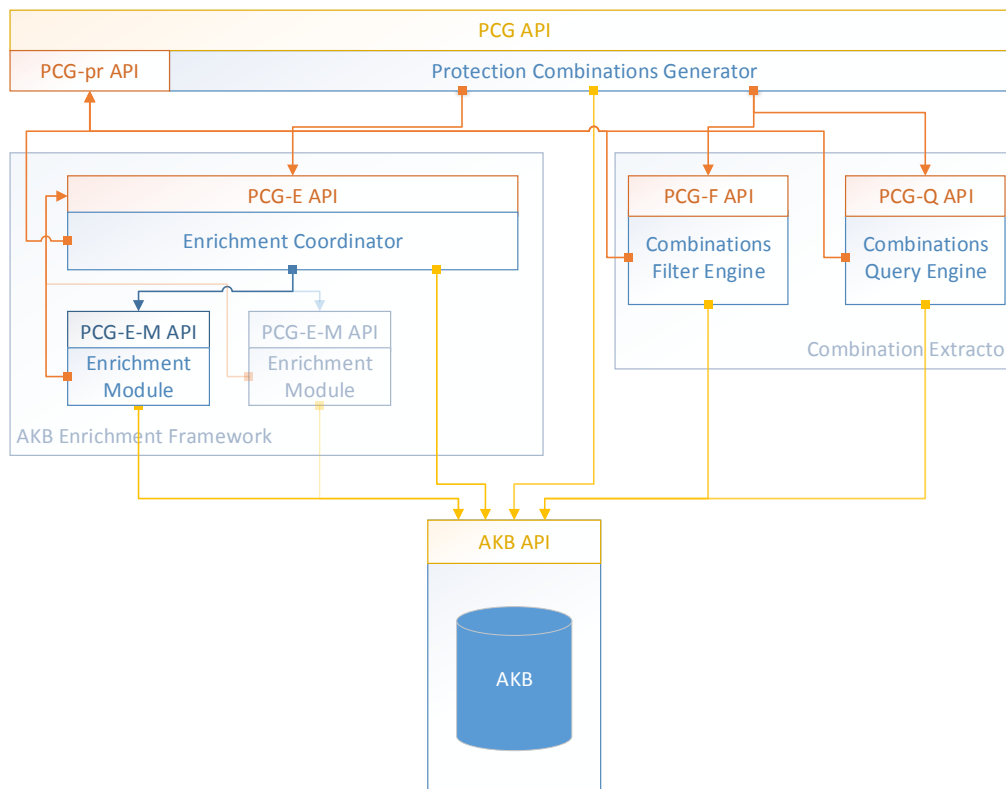 PCG API
PCG-pr API
Protection Combinations Generator
PCG-E API
Enrichment Coordinator
PCG-E-M API
Enrichment
Module
PCG-E-M API
Enrichment
Module
AKB Enrichment Framework
PCG-F API
Combinations
Filter Engine
PCG-Q API
Combinations
Query Engine
Combination Extracto
AKB API
AKB